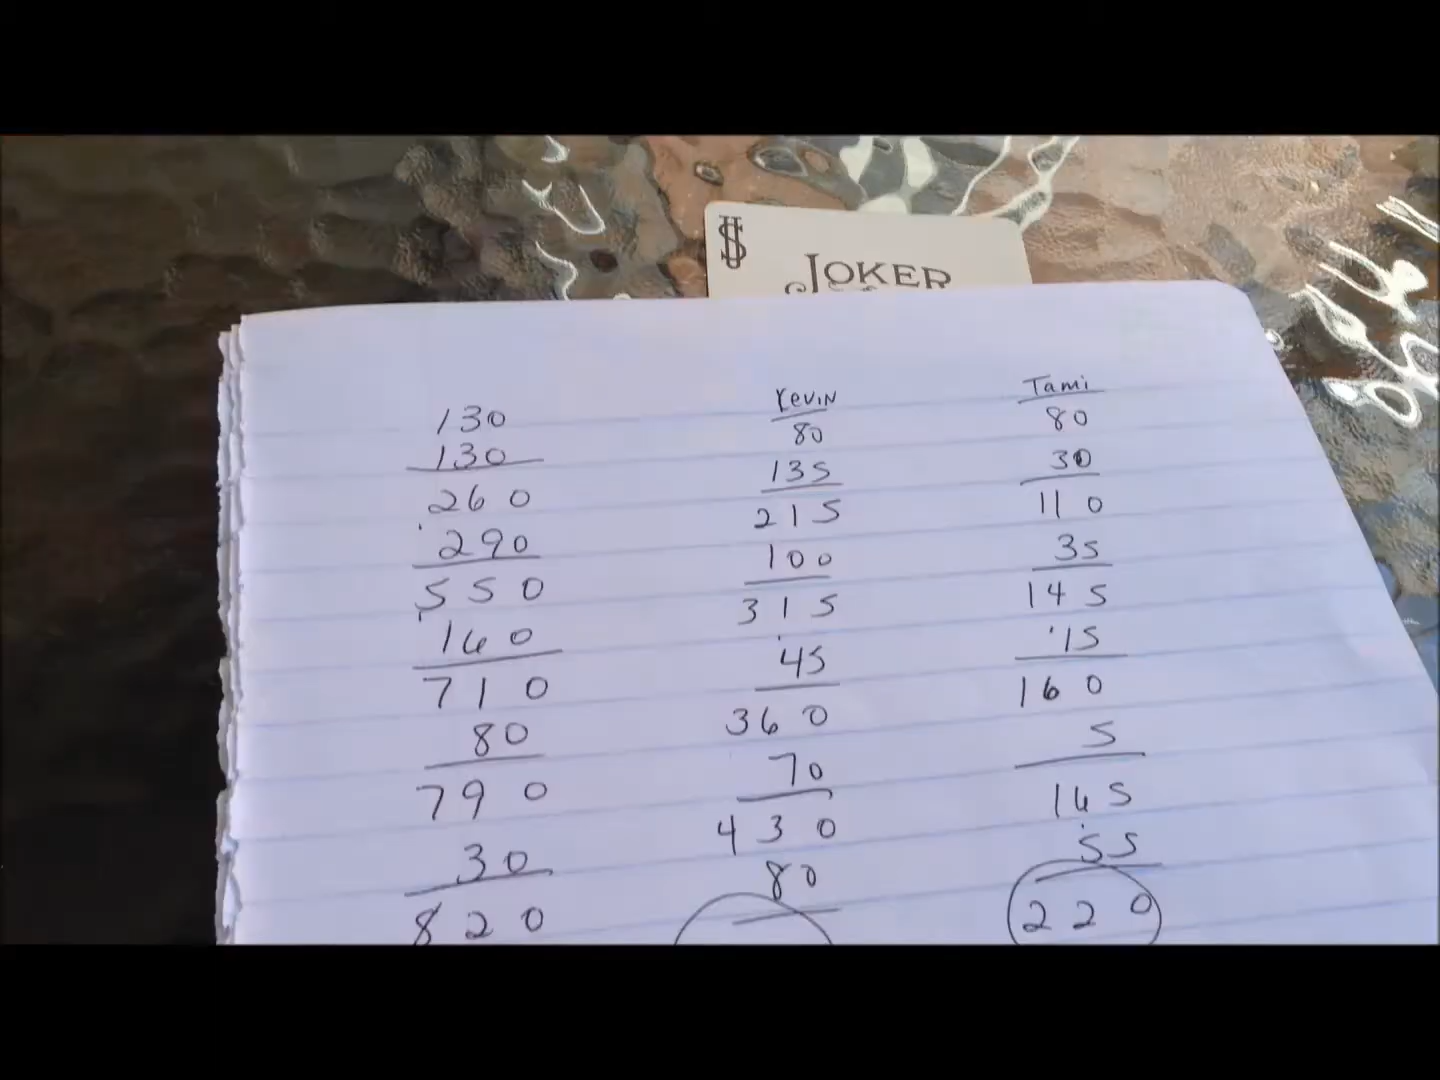 JOKER
Kevin Tami
130 80 80
130 135 30
260 215 110
290 100 35
550 315 145
160 45 15
710 360 160
80 70 5
790 430 165
30 80 55
820 220